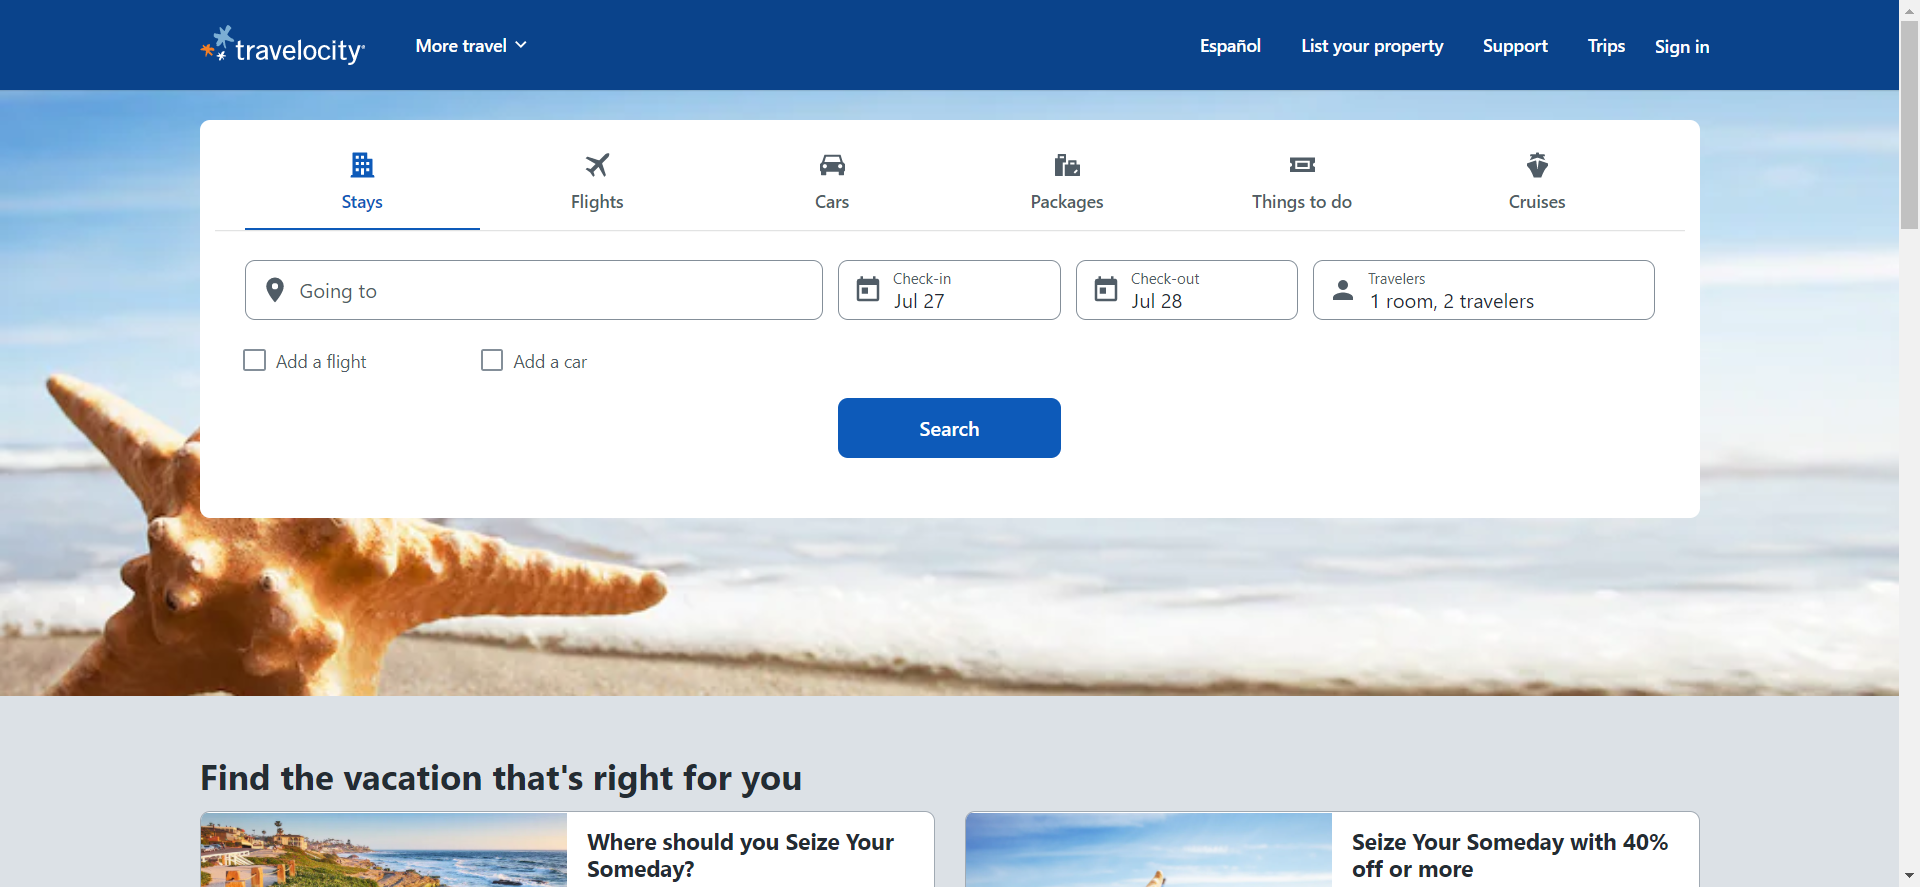 travelocity
More travel
Español
List your property
Support
Trips
Sign in
Stays
Flights
Cars
Packages
Things to do
Cruises
Going to
Check-in
Jul 27
Check-out
Jul 28
Travelers
1 room, 2 travelers
Add a flight
Add a car
Search
Find the vacation that's right for you
Where should you Seize Your
Someday?
Seize Your Someday with 40%
off or more